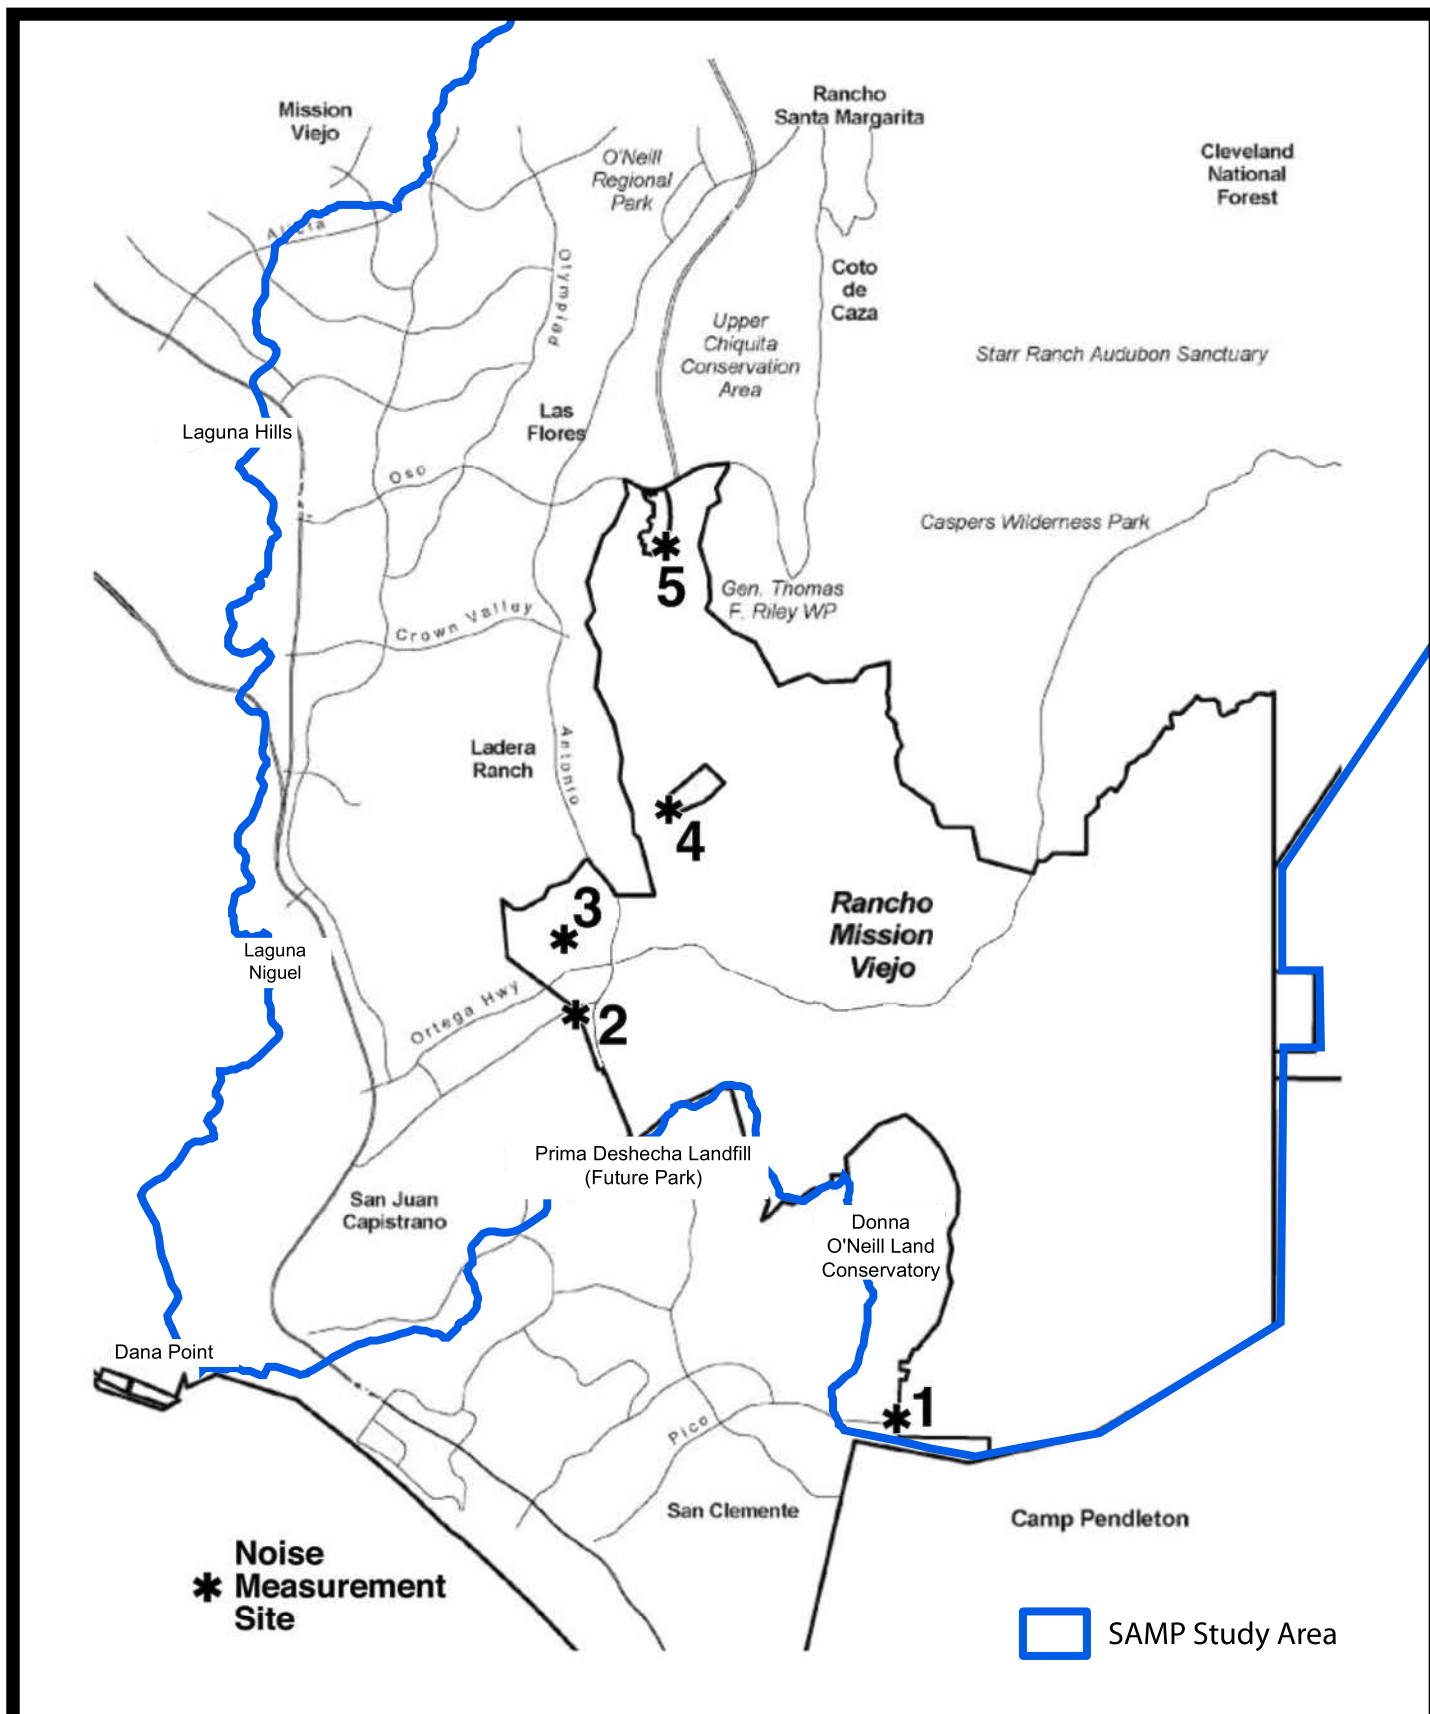 Mission
Viejo
Rancho
Santa Margarita
O'Neill
Regional
Park
Cleveland
National
Forest
Alicia
Olympiad
Coto
de
Caza
Upper
Chiquita
Conservation
Area
Starr Ranch Audubon Sanctuary
Las
Flores
Laguna Hills
Oso
Caspers Wilderness Park
5
Gen. Thomas
F. Riley WP
Crown Valley
Ladera
Ranch
Antonio
4
3
Rancho
Mission
Viejo
Laguna
Niguel
Ortega Hwy
2
Prima Deshecha Landfill
(Future Park)
San Juan
Capistrano
Donna
O'Neill Land
Conservatory
Dana Point
1
Pico
San Clemente
Camp Pendleton
Noise
Measurement
Site
SAMP Study Area